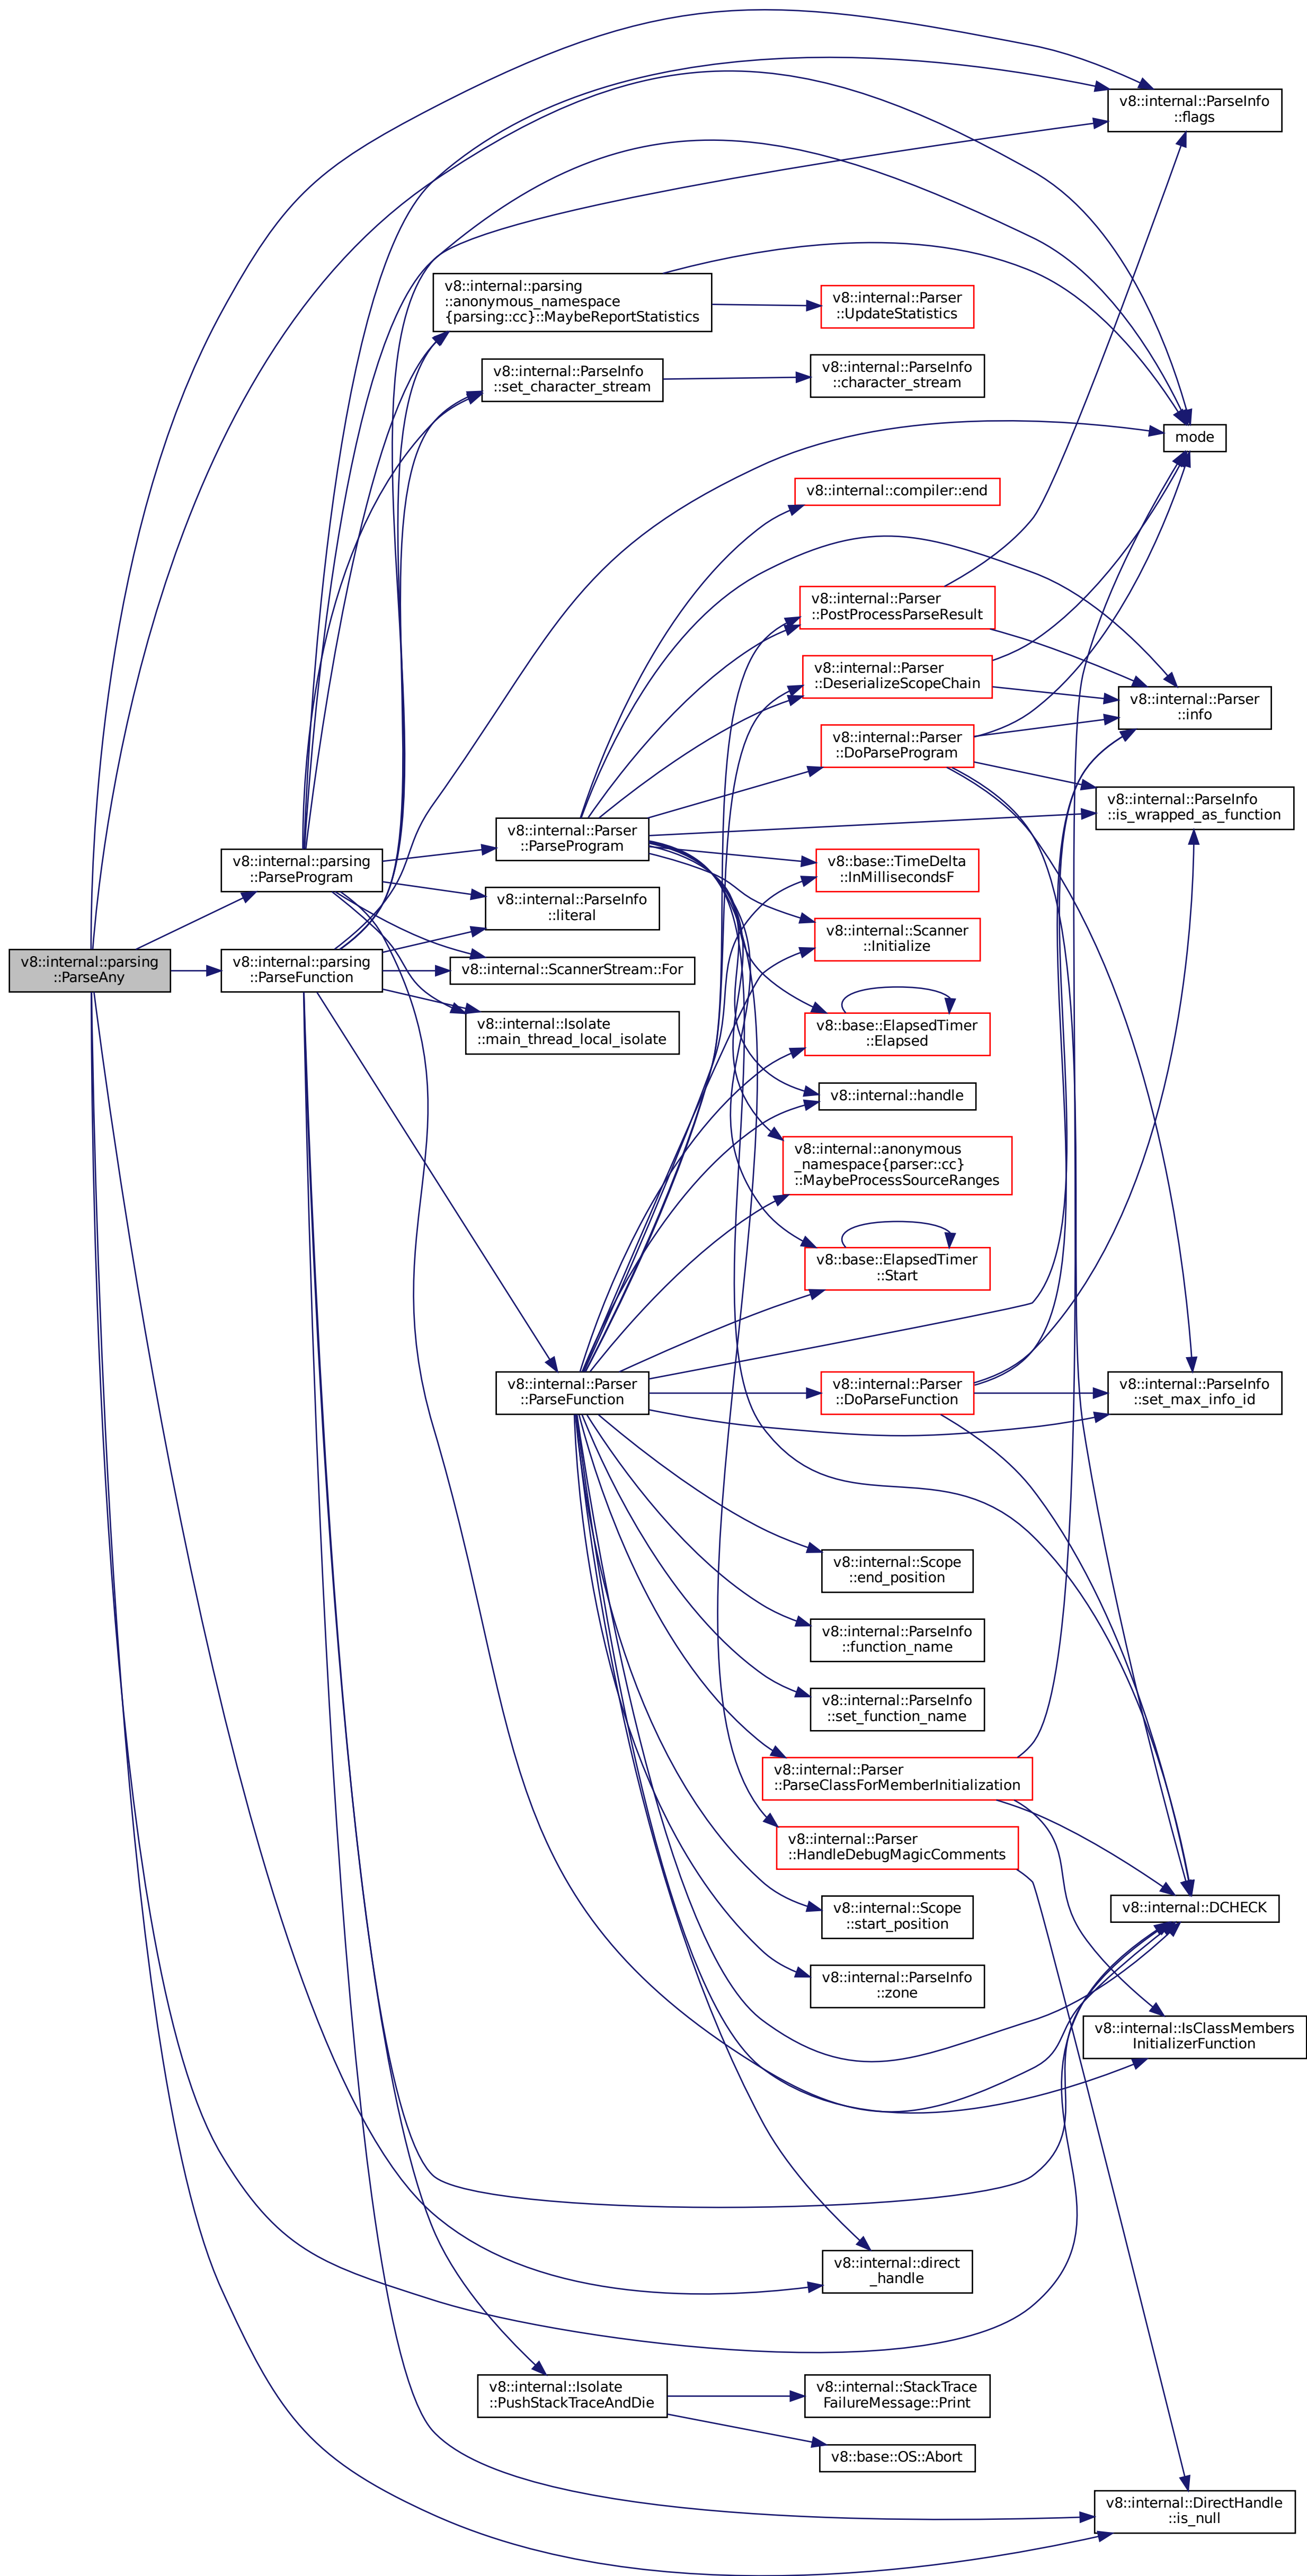 v8::internal::ParseInfo
::flags
v8::internal::parsing
::anonymous_namespace
{parsing::cc}::MaybeReportStatistics
v8::internal::Parser
::UpdateStatistics
v8::internal::ParseInfo
::set_character_stream
v8::internal::ParseInfo
::character_stream
mode
v8::internal::compiler::end
v8::internal::Parser
::PostProcessParseResult
v8::internal::Parser
::DeserializeScopeChain
v8::internal::Parser
::info
v8::internal::Parser
::DoParseProgram
v8::internal::ParseInfo
::is_wrapped_as_function
v8::internal::Parser
::ParseProgram
v8::internal::parsing
::ParseProgram
v8::base::TimeDelta
::InMillisecondsF
v8::internal::ParseInfo
::literal
v8::internal::Scanner
::Initialize
v8::internal::parsing
::ParseAny
v8::internal::parsing
::ParseFunction
v8::internal::ScannerStream::For
v8::internal::Isolate
::main_thread_local_isolate
v8::base::ElapsedTimer
::Elapsed
v8::internal::handle
v8::internal::anonymous
_namespace{parser::cc}
::MaybeProcessSourceRanges
v8::base::ElapsedTimer
::Start
v8::internal::Parser
::ParseFunction
v8::internal::Parser
::DoParseFunction
v8::internal::ParseInfo
::set_max_info_id
v8::internal::Scope
::end_position
v8::internal::ParseInfo
::function_name
v8::internal::ParseInfo
::set_function_name
v8::internal::Parser
::ParseClassForMemberInitialization
v8::internal::Parser
::HandleDebugMagicComments
v8::internal::Scope
::start_position
v8::internal::DCHECK
v8::internal::ParseInfo
::zone
v8::internal::IsClassMembers
InitializerFunction
v8::internal::direct
_handle
v8::internal::Isolate
::PushStackTraceAndDie
v8::internal::StackTrace
FailureMessage::Print
v8::base::OS::Abort
v8::internal::DirectHandle
::is_null